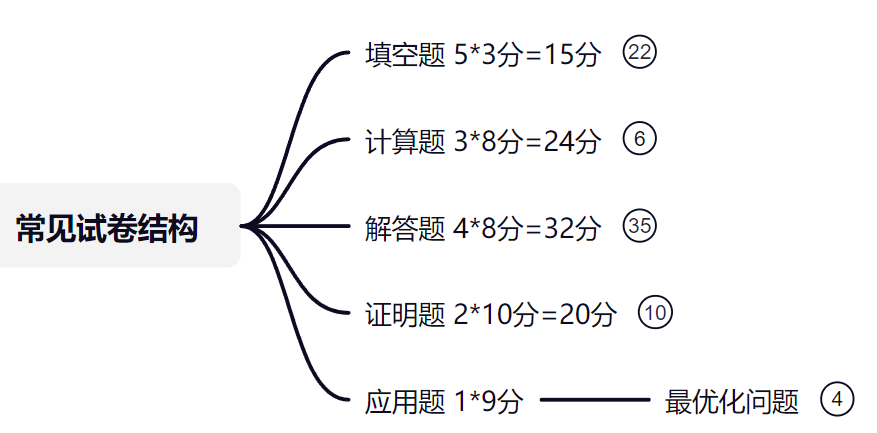 填空题 5*3分=15分 22
计算题 3*8分=24分 6
常见试卷结构
解答题 4*8分=32分 35
证明题 2*10分=20分 10
应用题 1*9分
最优化问题 4